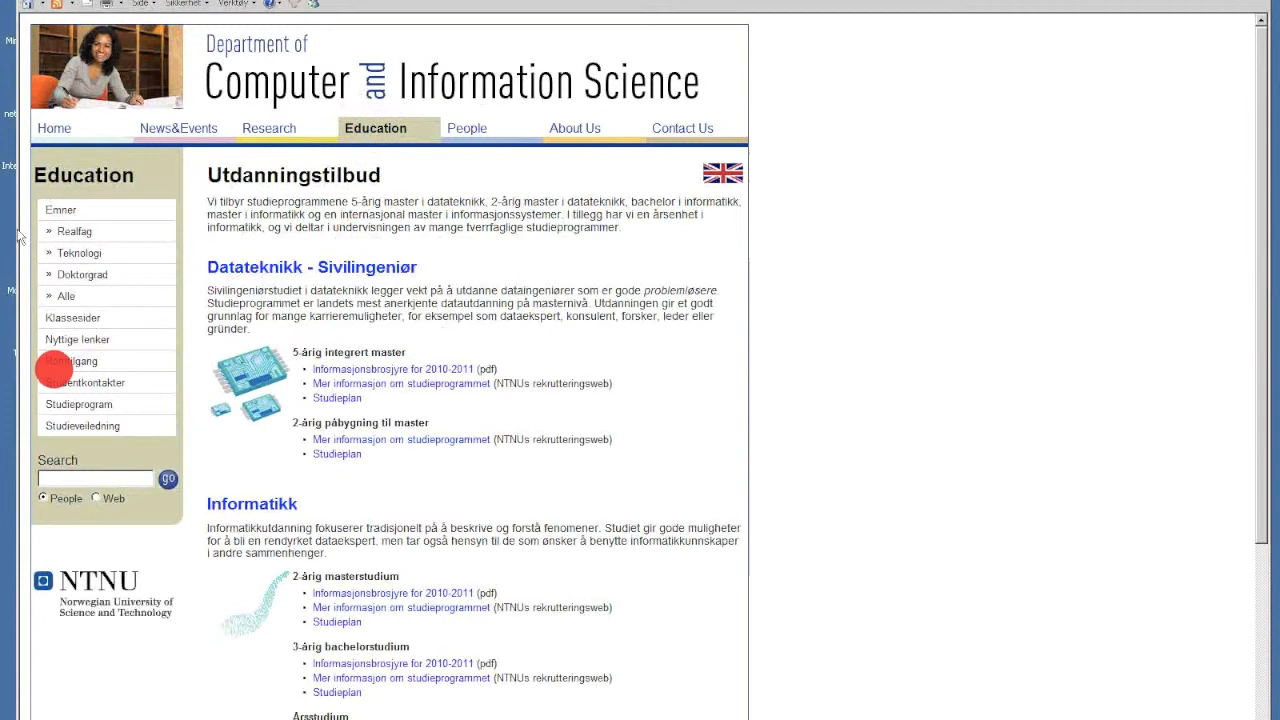 Side Sikkerhet Verktøy
Department of
Computer and Information Science
Home News&Events Research Education People About Us Contact Us
Education
Emner
» Realfag
» Teknologi
» Doktorgrad
» Alle
Klassesider
Nyttige lenker
Studieprogram
Studieveiledning
Search
go
People Web
NTNU
Norwegian University of
Science and Technology
Utdanningstilbud
Vi tilbyr studieprogrammene 5-årig master i datateknikk, 2-årig master i datateknikk, bachelor i informatikk,
master i informatikk og en internasjonal master i informasjonssystemer. I tillegg har vi en årsenhet i
informatikk, og vi deltar i undervisningen av mange tverrfaglige studieprogrammer.
Datateknikk - Sivilingeniør
Sivilingeniørstudiet i datateknikk legger vekt på å utdanne dataingeniører som er gode problemløsere.
Studieprogrammet er landets mest anerkjente datautdanning på masternivå. Utdanningen gir et godt
grunnlag for mange karrieremuligheter, for eksempel som dataekspert, konsulent, forsker, leder eller
gründer.
5-årig integrert master
• Informasjonsbrosjyre for 2010-2011 (pdf)
• Mer informasjon om studieprogrammet (NTNUs rekrutteringsweb)
• Studieplan
2-årig påbygning til master
• Mer informasjon om studieprogrammet (NTNUs rekrutteringsweb)
• Studieplan
Informatikk
Informatikkutdanning fokuserer tradisjonelt på å beskrive og forstå fenomener. Studiet gir gode muligheter
for å bli en rendyrket dataekspert, men tar også hensyn til de som ønsker å benytte informatikkunnskaper
i andre sammenhenger.
2-årig masterstudium
• Informasjonsbrosjyre for 2010-2011 (pdf)
• Mer informasjon om studieprogrammet (NTNUs rekrutteringsweb)
• Studieplan
3-årig bachelorstudium
• Informasjonsbrosjyre for 2010-2011 (pdf)
• Mer informasjon om studieprogrammet (NTNUs rekrutteringsweb)
• Studieplan
Årsstudium